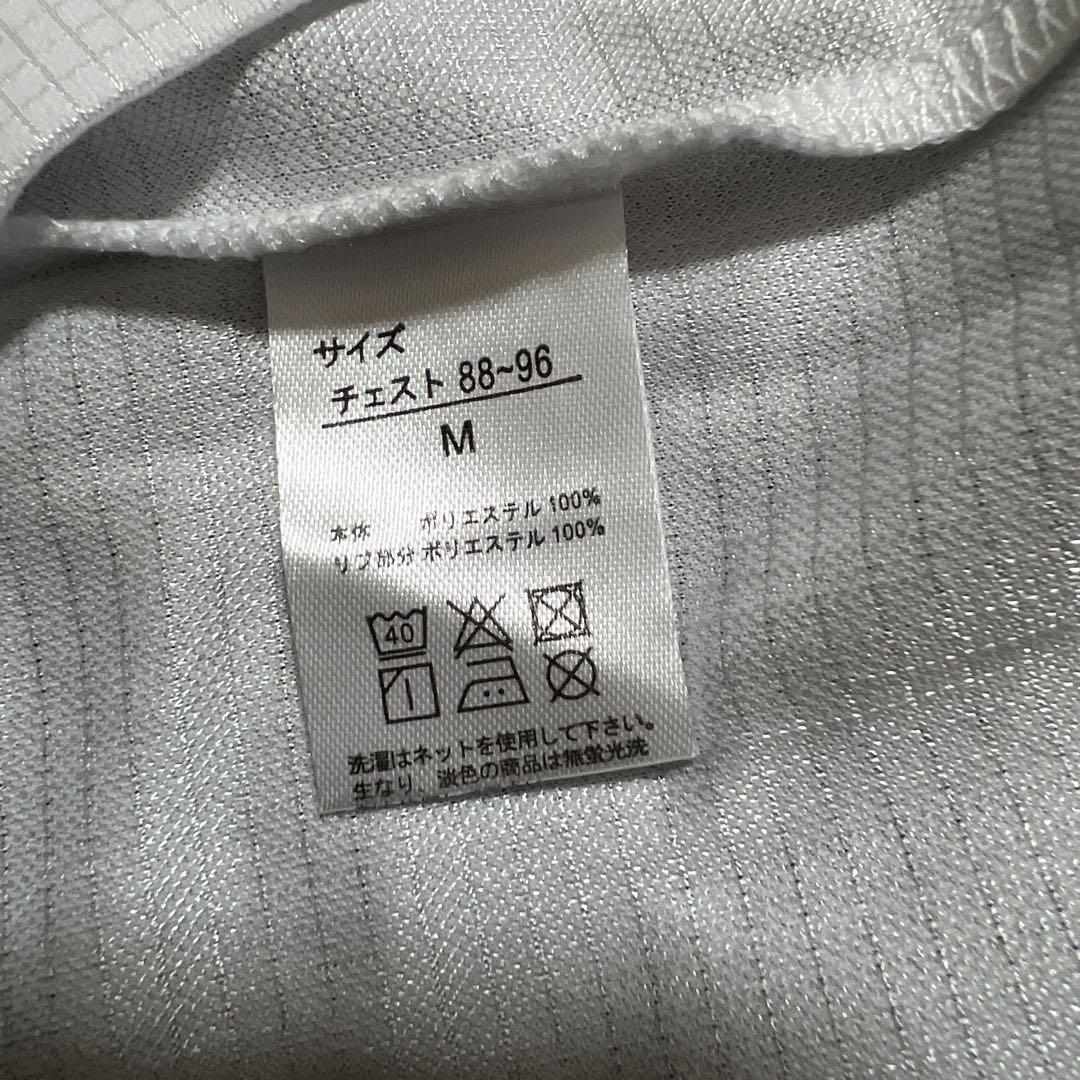 サイズ
チェスト 88~96
M
本体 ポリエステル 100%
リブ部分 ポリエステル 100%
40
洗濯はネットを使用して下さい。
生なり、淡色の商品は無蛍光洗